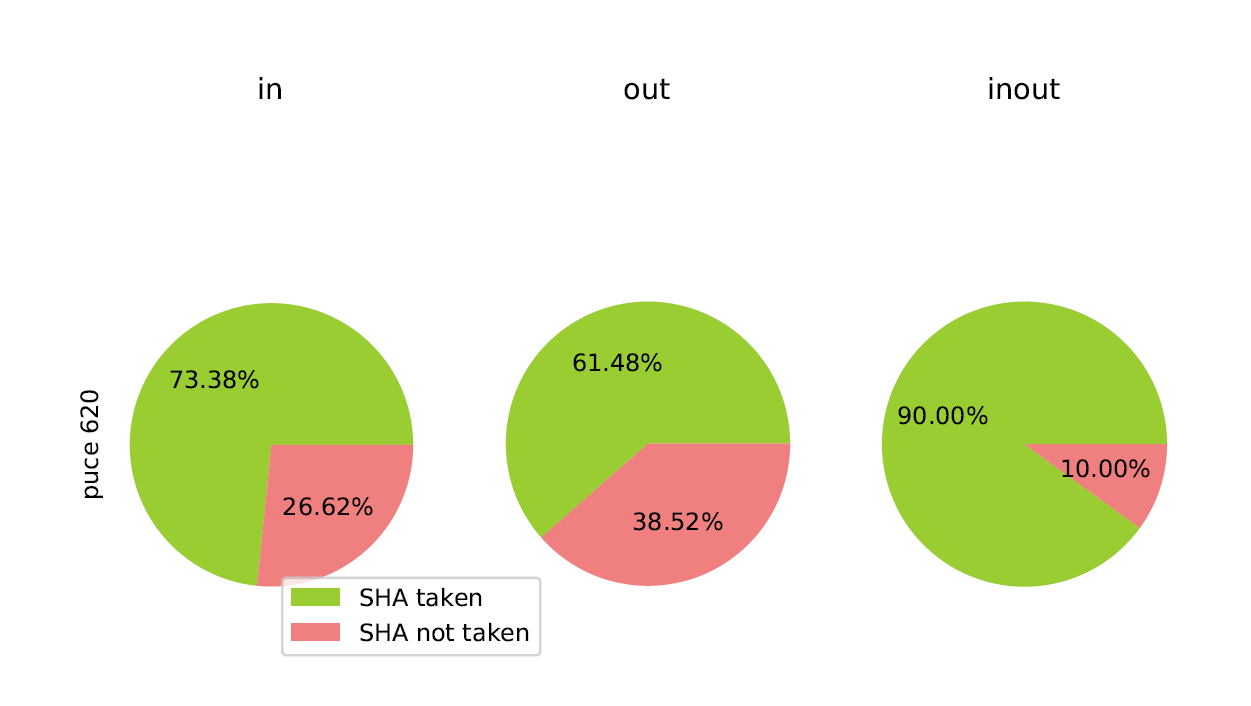 in
out
inout
puce 620
73.38%
26.62%
61.48%
38.52%
90.00%
10.00%
SHA taken
SHA not taken